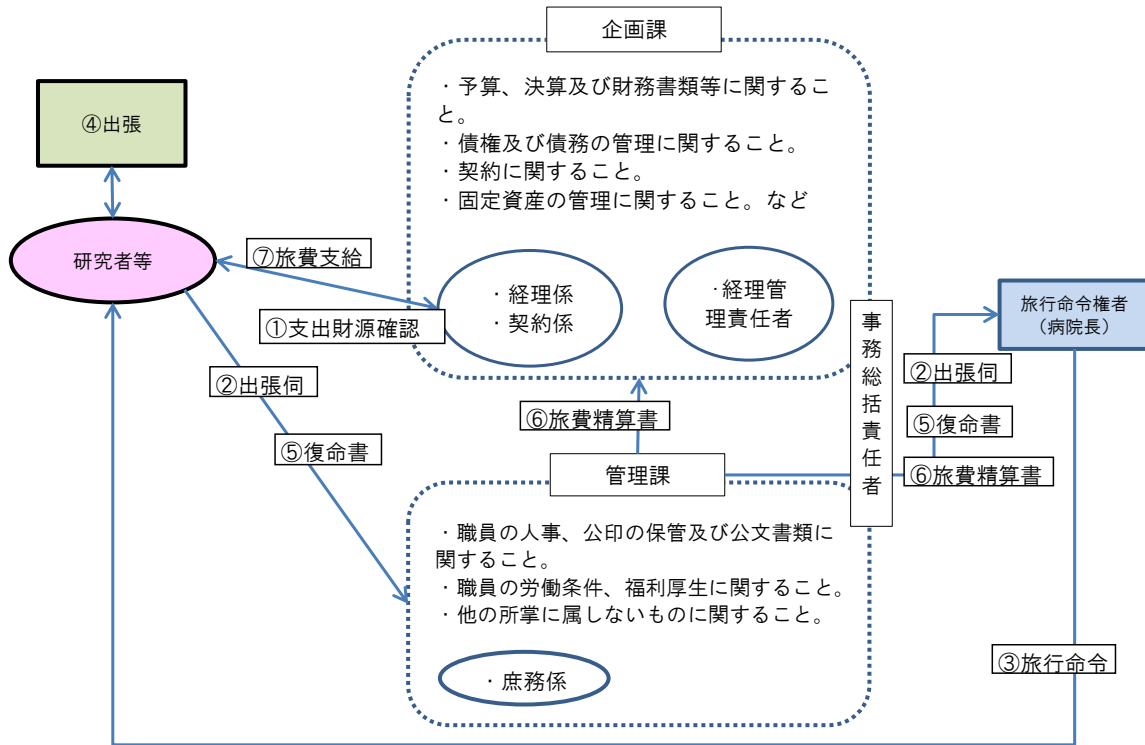 企画課
・予算、決算及び財務書類等に関するこ
と。
・債権及び債務の管理に関すること。
・契約に関すること。
・固定資産の管理に関すること。など
④出張
研究者等
⑦旅費支給
①支出財源確認
・経理係
・契約係
・経理管
理責任者
事務総括責任者
旅行命令権者
（病院長）
②出張伺
⑤復命書
⑥旅費精算書
②出張伺
⑤復命書
⑥旅費精算書
管理課
・職員の人事、公印の保管及び公文書類に
関すること。
・職員の労働条件、福利厚生に関すること。
・他の所掌に属しないものに関すること。
・庶務係
③旅行命令